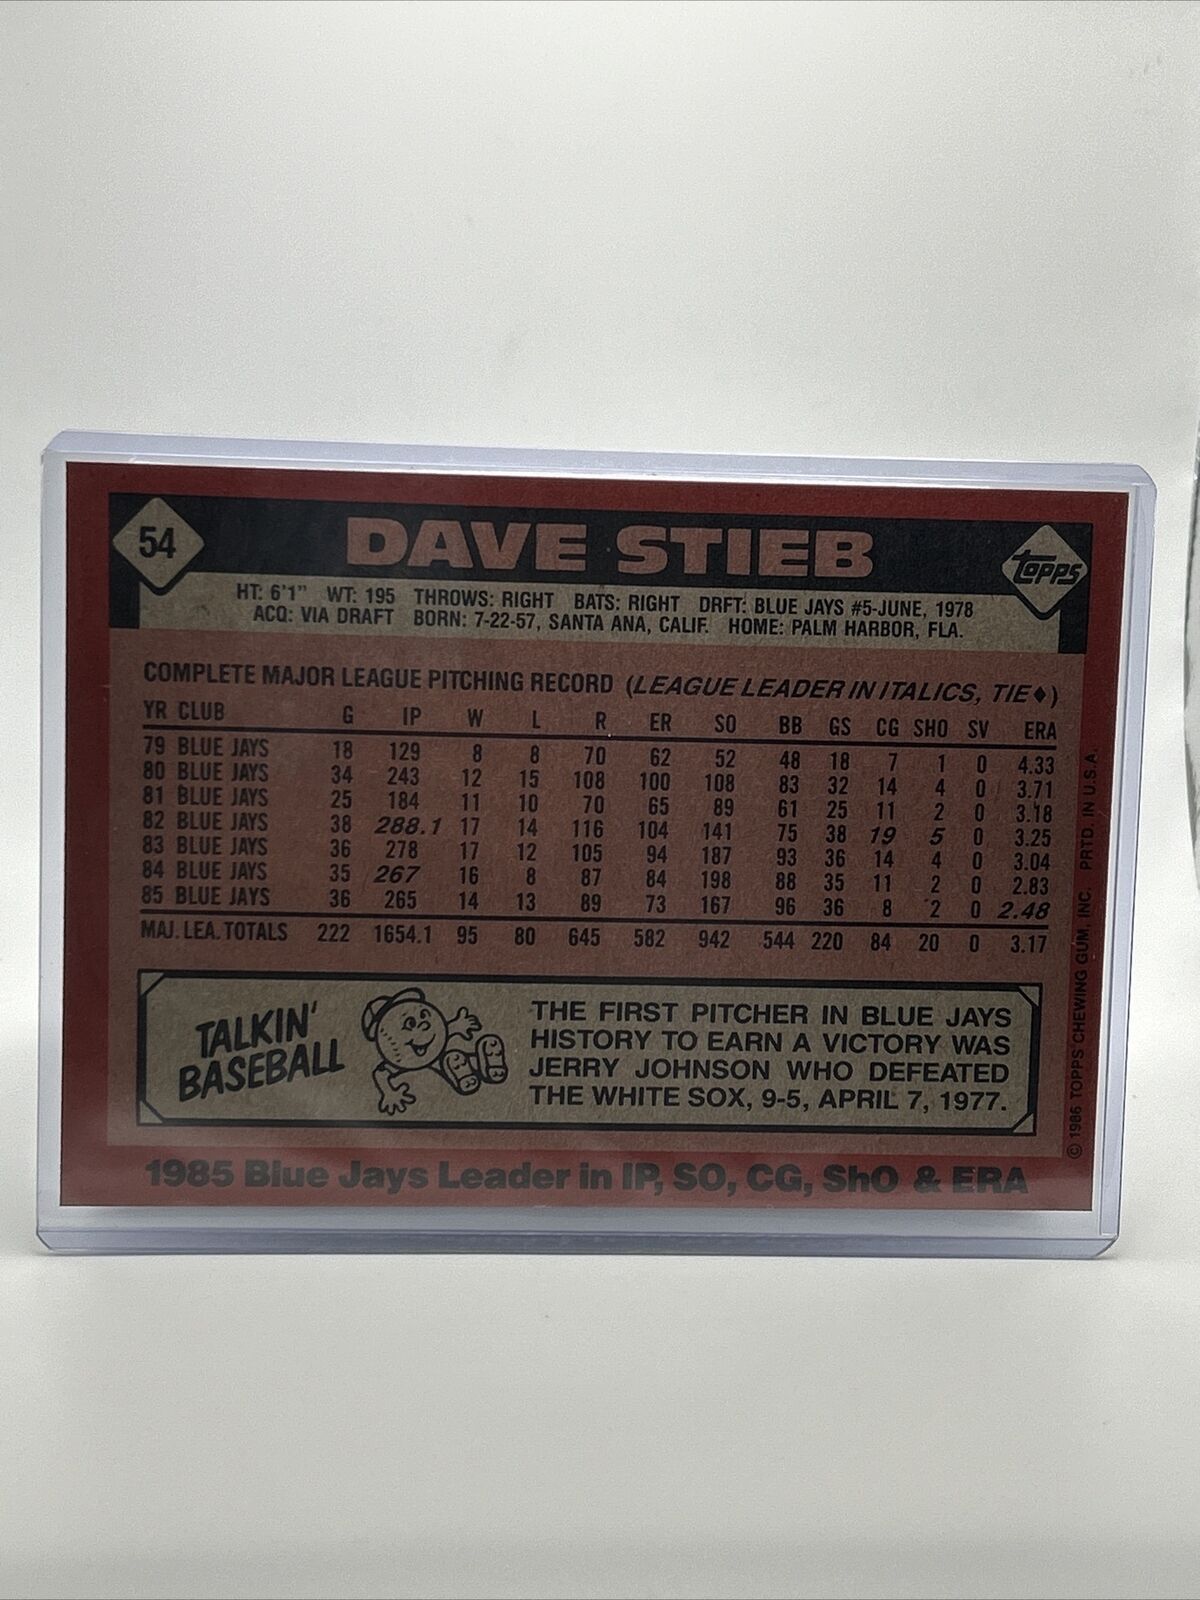 54
DAVE STIEB
Topps
HT: 6'1" WT: 195 THROWS: RIGHT BATS: RIGHT DRFT: BLUE JAYS #5-JUNE, 1978
ACQ: VIA DRAFT BORN: 7-22-57, SANTA ANA, CALIF. HOME: PALM HARBOR, FLA.
COMPLETE MAJOR LEAGUE PITCHING RECORD (LEAGUE LEADER IN ITALICS, TIE♦)
YR CLUB G IP W L R ER SO BB GS CG SHO SV ERA
79 BLUE JAYS 18 129 8 8 70 62 52 48 18 7 1 0 4.33
80 BLUE JAYS 34 243 12 15 108 100 108 83 32 14 4 0 3.71
81 BLUE JAYS 25 184 11 10 70 65 89 61 25 11 2 0 3.18
82 BLUE JAYS 38 288.1 17 14 116 104 141 75 38 19 5 0 3.25
83 BLUE JAYS 36 278 17 12 105 94 187 93 36 14 4 0 3.04
84 BLUE JAYS 35 267 16 8 87 84 198 88 35 11 2 0 2.83
85 BLUE JAYS 36 265 14 13 89 73 167 96 36 8 2 0 2.48
MAJ. LEA. TOTALS 222 1654.1 95 80 645 582 942 544 220 84 20 0 3.17
TALKIN'
BASEBALL
THE FIRST PITCHER IN BLUE JAYS
HISTORY TO EARN A VICTORY WAS
JERRY JOHNSON WHO DEFEATED
THE WHITE SOX, 9-5, APRIL 7, 1977.
1985 Blue Jays Leader in IP, SO, CG, ShO & ERA
© 1986 TOPPS CHEWING GUM, INC. PRTD. IN U.S.A.